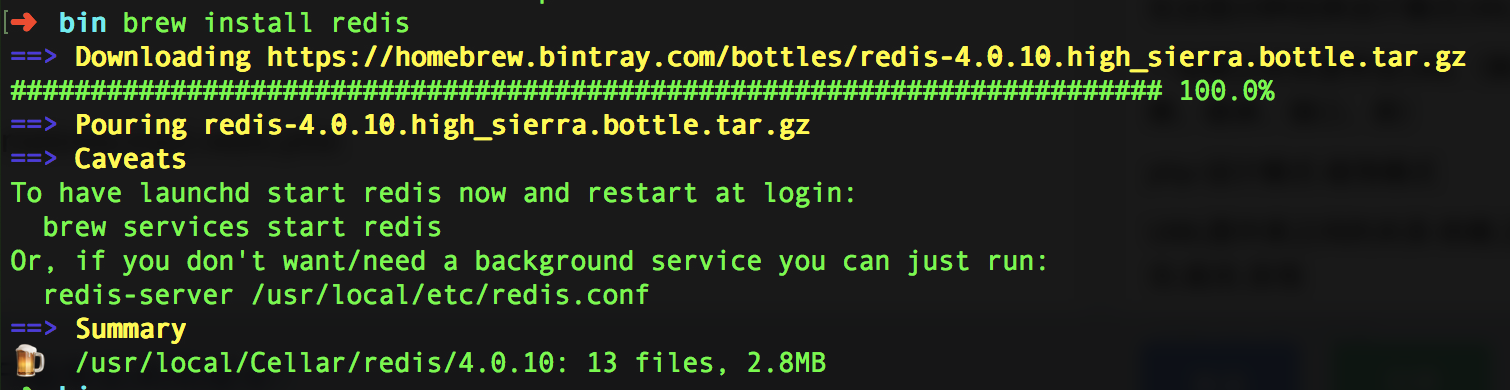 ➜ bin brew install redis
==> Downloading https://homebrew.bintray.com/bottles/redis-4.0.10.high_sierra.bottle.tar.gz
######################################################################## 100.0%
==> Pouring redis-4.0.10.high_sierra.bottle.tar.gz
==> Caveats
To have launchd start redis now and restart at login:
  brew services start redis
Or, if you don't want/need a background service you can just run:
  redis-server /usr/local/etc/redis.conf
==> Summary
🍺  /usr/local/Cellar/redis/4.0.10: 13 files, 2.8MB